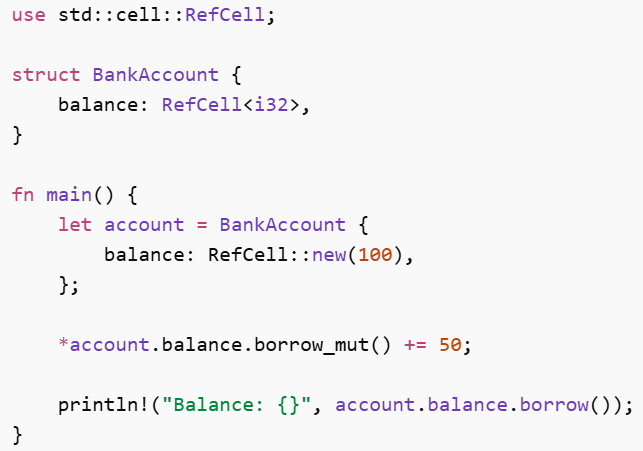 use std::cell::RefCell;

struct BankAccount {
    balance: RefCell<i32>,
}

fn main() {
    let account = BankAccount {
        balance: RefCell::new(100),
    };

    *account.balance.borrow_mut() += 50;

    println!("Balance: {}", account.balance.borrow());
}